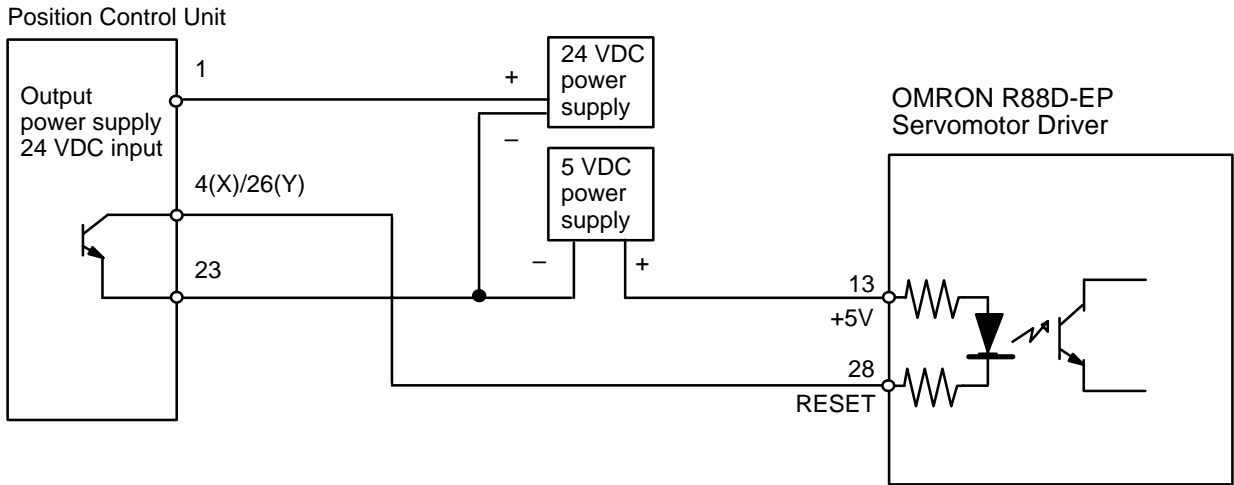 Position Control Unit
1
Output
power supply
24 VDC input
4(X)/26(Y)
23
+
–
24 VDC
power
supply
5 VDC
power
supply
–
+
OMRON R88D-EP
Servomotor Driver
13
+5V
28
RESET